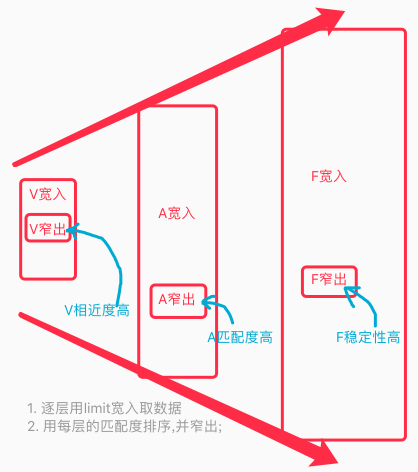 V宽入
V窄出
A宽入
F宽入
A窄出
F窄出
V相近度高
A匹配度高
F稳定性高
1. 逐层用limit宽入取数据
2. 用每层的匹配度排序,并窄出;